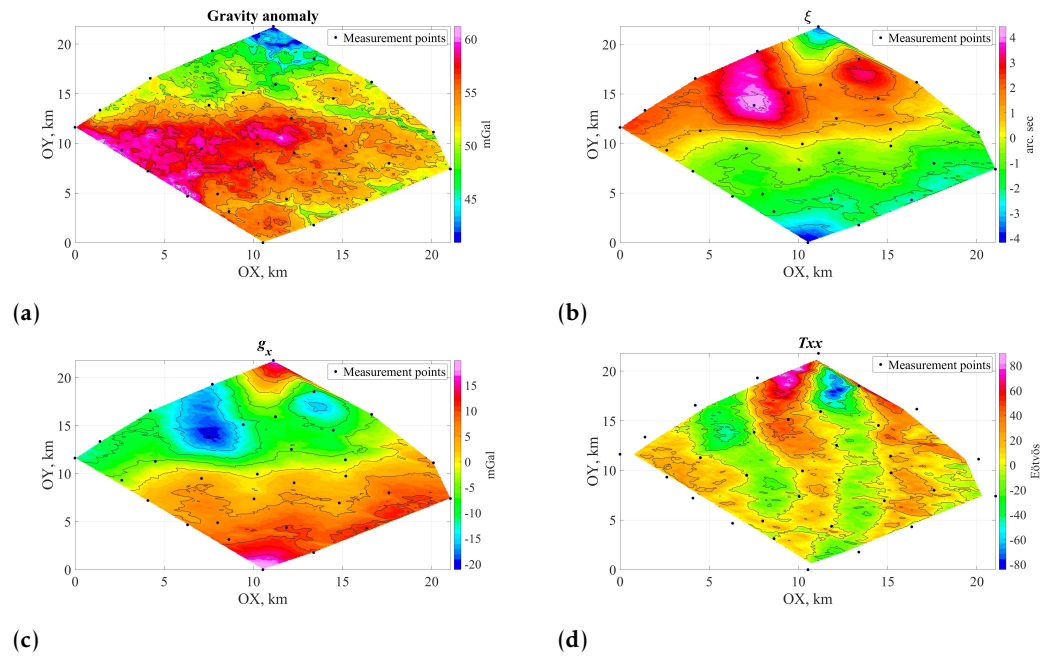 Gravity anomaly
Measurement points
OY, km
20
15
10
5
0
0 5 10 15 20
OX, km
60
55
50
45
mGal
(a)
ξ
Measurement points
OY, km
20
15
10
5
0
0 5 10 15 20
OX, km
4
3
2
1
0
-1
-2
-3
-4
arc. sec
(b)
g_x
Measurement points
OY, km
20
15
10
5
0
0 5 10 15 20
OX, km
15
10
5
0
-5
-10
-15
-20
mGal
(c)
Txx
Measurement points
OY, km
20
15
10
5
0
0 5 10 15 20
OX, km
80
60
40
20
0
-20
-40
-60
-80
Eötvös
(d)